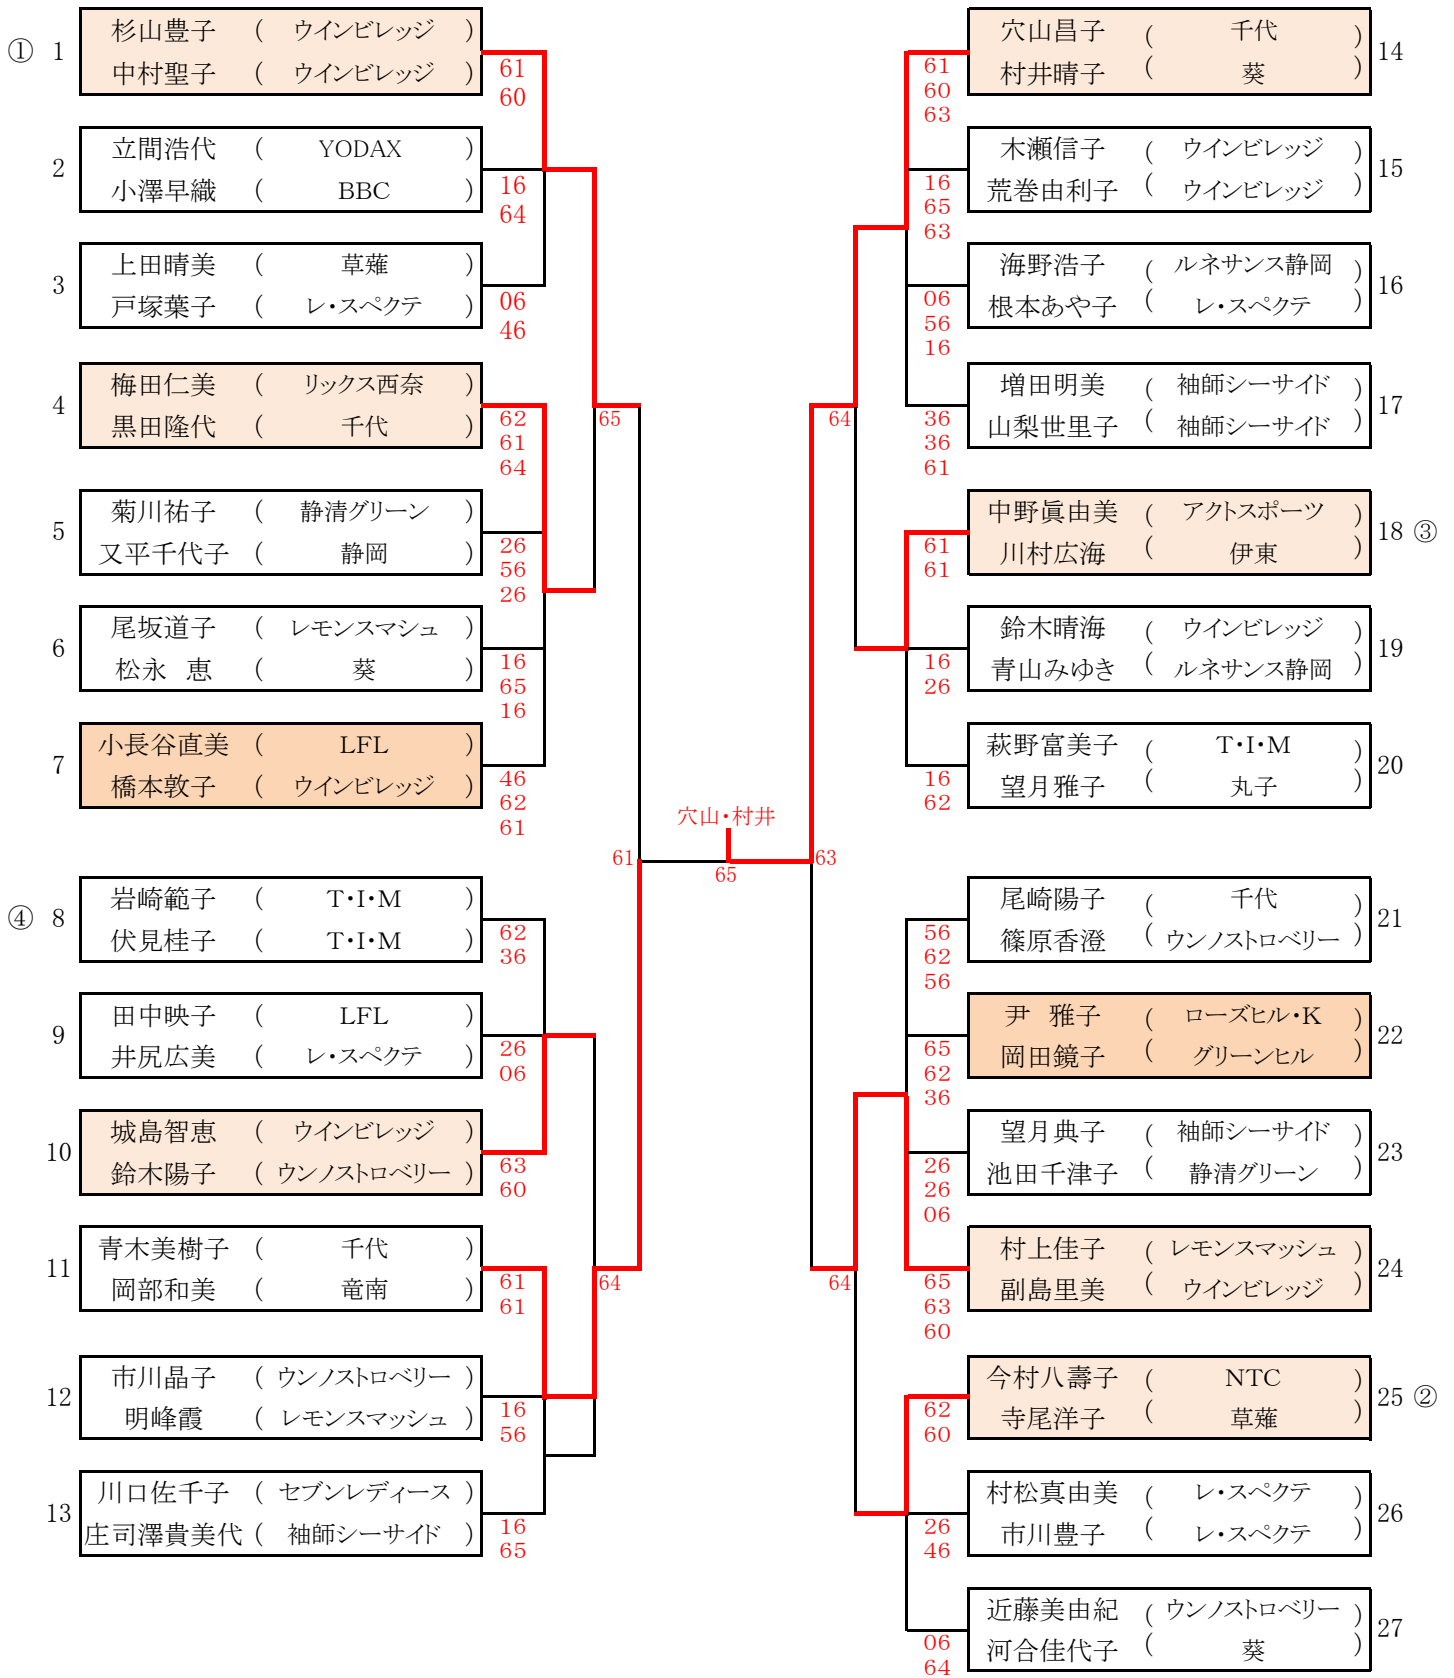 ① 1
杉山豊子 ( ウインビレッジ )
中村聖子 ( ウインビレッジ )
61
60
2
立間浩代 ( YODAX )
小澤早織 ( BBC )
16
64
3
上田晴美 ( 草薙 )
戸塚葉子 ( レ・スペクテ )
06
46
4
梅田仁美 ( リックス西奈 )
黒田隆代 ( 千代 )
62
61
64
65
5
菊川祐子 ( 静清グリーン )
又平千代子 ( 静岡 )
26
56
26
6
尾坂道子 ( レモンスマシュ )
松永 恵 ( 葵 )
16
65
16
7
小長谷直美 ( LFL )
橋本敦子 ( ウインビレッジ )
46
62
61
④ 8
岩崎範子 ( T・I・M )
伏見桂子 ( T・I・M )
62
36
9
田中映子 ( LFL )
井尻広美 ( レ・スペクテ )
26
06
10
城島智恵 ( ウインビレッジ )
鈴木陽子 ( ウンノストロベリー )
63
60
11
青木美樹子 ( 千代 )
岡部和美 ( 竜南 )
61
61
64
12
市川晶子 ( ウンノストロベリー )
明峰霞 ( レモンスマッシュ )
16
56
13
川口佐千子 ( セブンレディース )
庄司澤貴美代 ( 袖師シーサイド )
16
65
61
穴山・村井
65
63
穴山昌子 ( 千代 )
村井晴子 ( 葵 )
14
61
60
63
木瀬信子 ( ウインビレッジ )
荒巻由利子 ( ウインビレッジ )
15
16
65
63
海野浩子 ( ルネサンス静岡 )
根本あや子 ( レ・スペクテ )
16
06
56
16
64
増田明美 ( 袖師シーサイド )
山梨世里子 ( 袖師シーサイド )
17
36
36
61
中野眞由美 ( アクトスポーツ )
川村広海 ( 伊東 )
18 ③
61
61
鈴木晴海 ( ウインビレッジ )
青山みゆき ( ルネサンス静岡 )
19
16
26
萩野富美子 ( T・I・M )
望月雅子 ( 丸子 )
20
16
62
尾崎陽子 ( 千代 )
篠原香澄 ( ウンノストロベリー )
21
56
62
56
尹 雅子 ( ローズヒル・K )
岡田鏡子 ( グリーンヒル )
22
65
62
36
望月典子 ( 袖師シーサイド )
池田千津子 ( 静清グリーン )
23
26
26
06
64
村上佳子 ( レモンスマッシュ )
副島里美 ( ウインビレッジ )
24
65
63
60
今村八壽子 ( NTC )
寺尾洋子 ( 草薙 )
25 ②
62
60
村松真由美 ( レ・スペクテ )
市川豊子 ( レ・スペクテ )
26
26
46
近藤美由紀 ( ウンノストロベリー )
河合佳代子 ( 葵 )
27
06
64